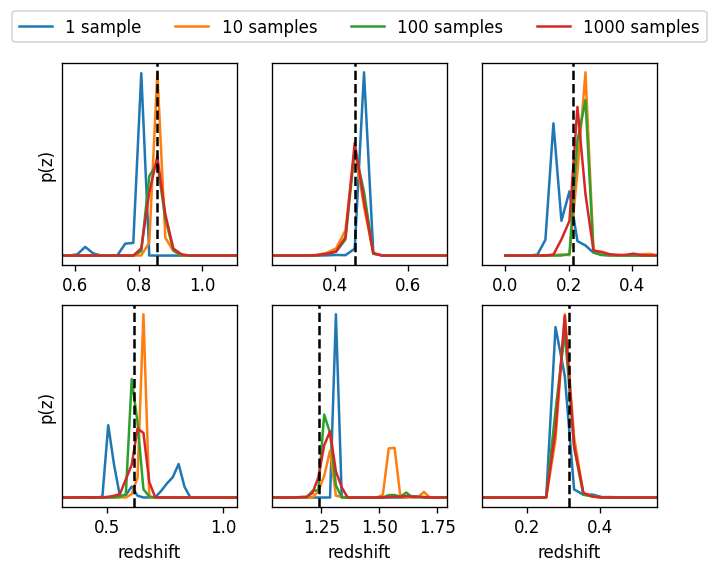 1 sample 10 samples 100 samples 1000 samples
p(z)
0.6 0.8 1.0
0.4 0.6
0.0 0.2 0.4
p(z)
0.5 1.0
1.25 1.50 1.75
0.2 0.4
redshift redshift redshift